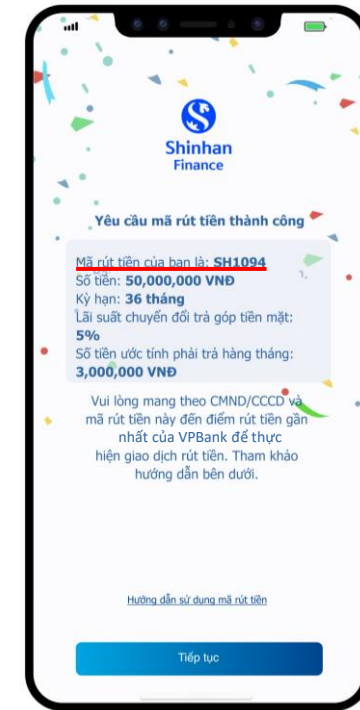 Shinhan
Finance
Yêu cầu mã rút tiền thành công
Mã rút tiền của bạn là: SH1094
Số tiền: 50,000,000 VNĐ
Kỳ hạn: 36 tháng
Lãi suất chuyển đổi trả góp tiền mặt:
5%
Số tiền ước tính phải trả hàng tháng:
3,000,000 VNĐ
Vui lòng mang theo CMND/CCCD và
mã rút tiền này đến điểm rút tiền gần
nhất của VPBank để thực
hiện giao dịch rút tiền. Tham khảo
hướng dẫn bên dưới.
Hướng dẫn sử dụng mã rút tiền
Tiếp tục